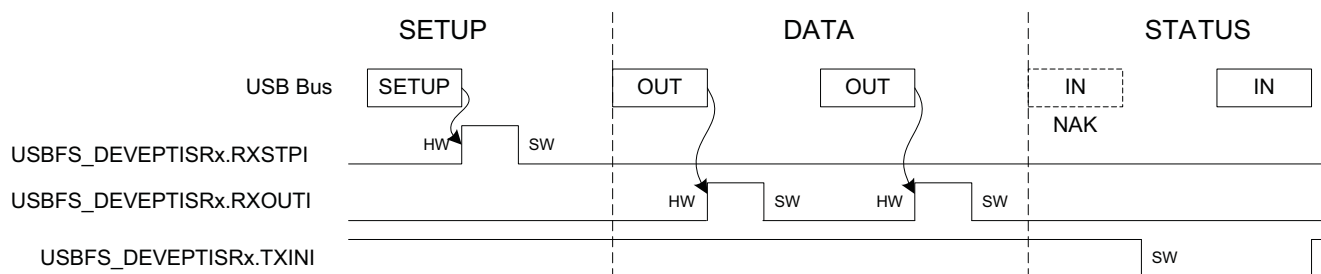 SETUP DATA STATUS
USB Bus SETUP OUT OUT IN IN
NAK
HW SW
USBFS_DEVEPTISRx.RXSTPI
HW SW HW SW
USBFS_DEVEPTISRx.RXOUTI
USBFS_DEVEPTISRx.TXINI SW